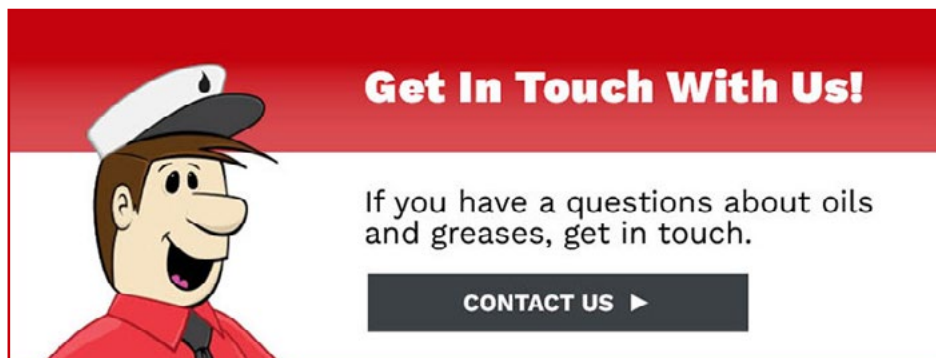 Get In Touch With Us!
If you have a questions about oils
and greases, get in touch.
CONTACT US ►